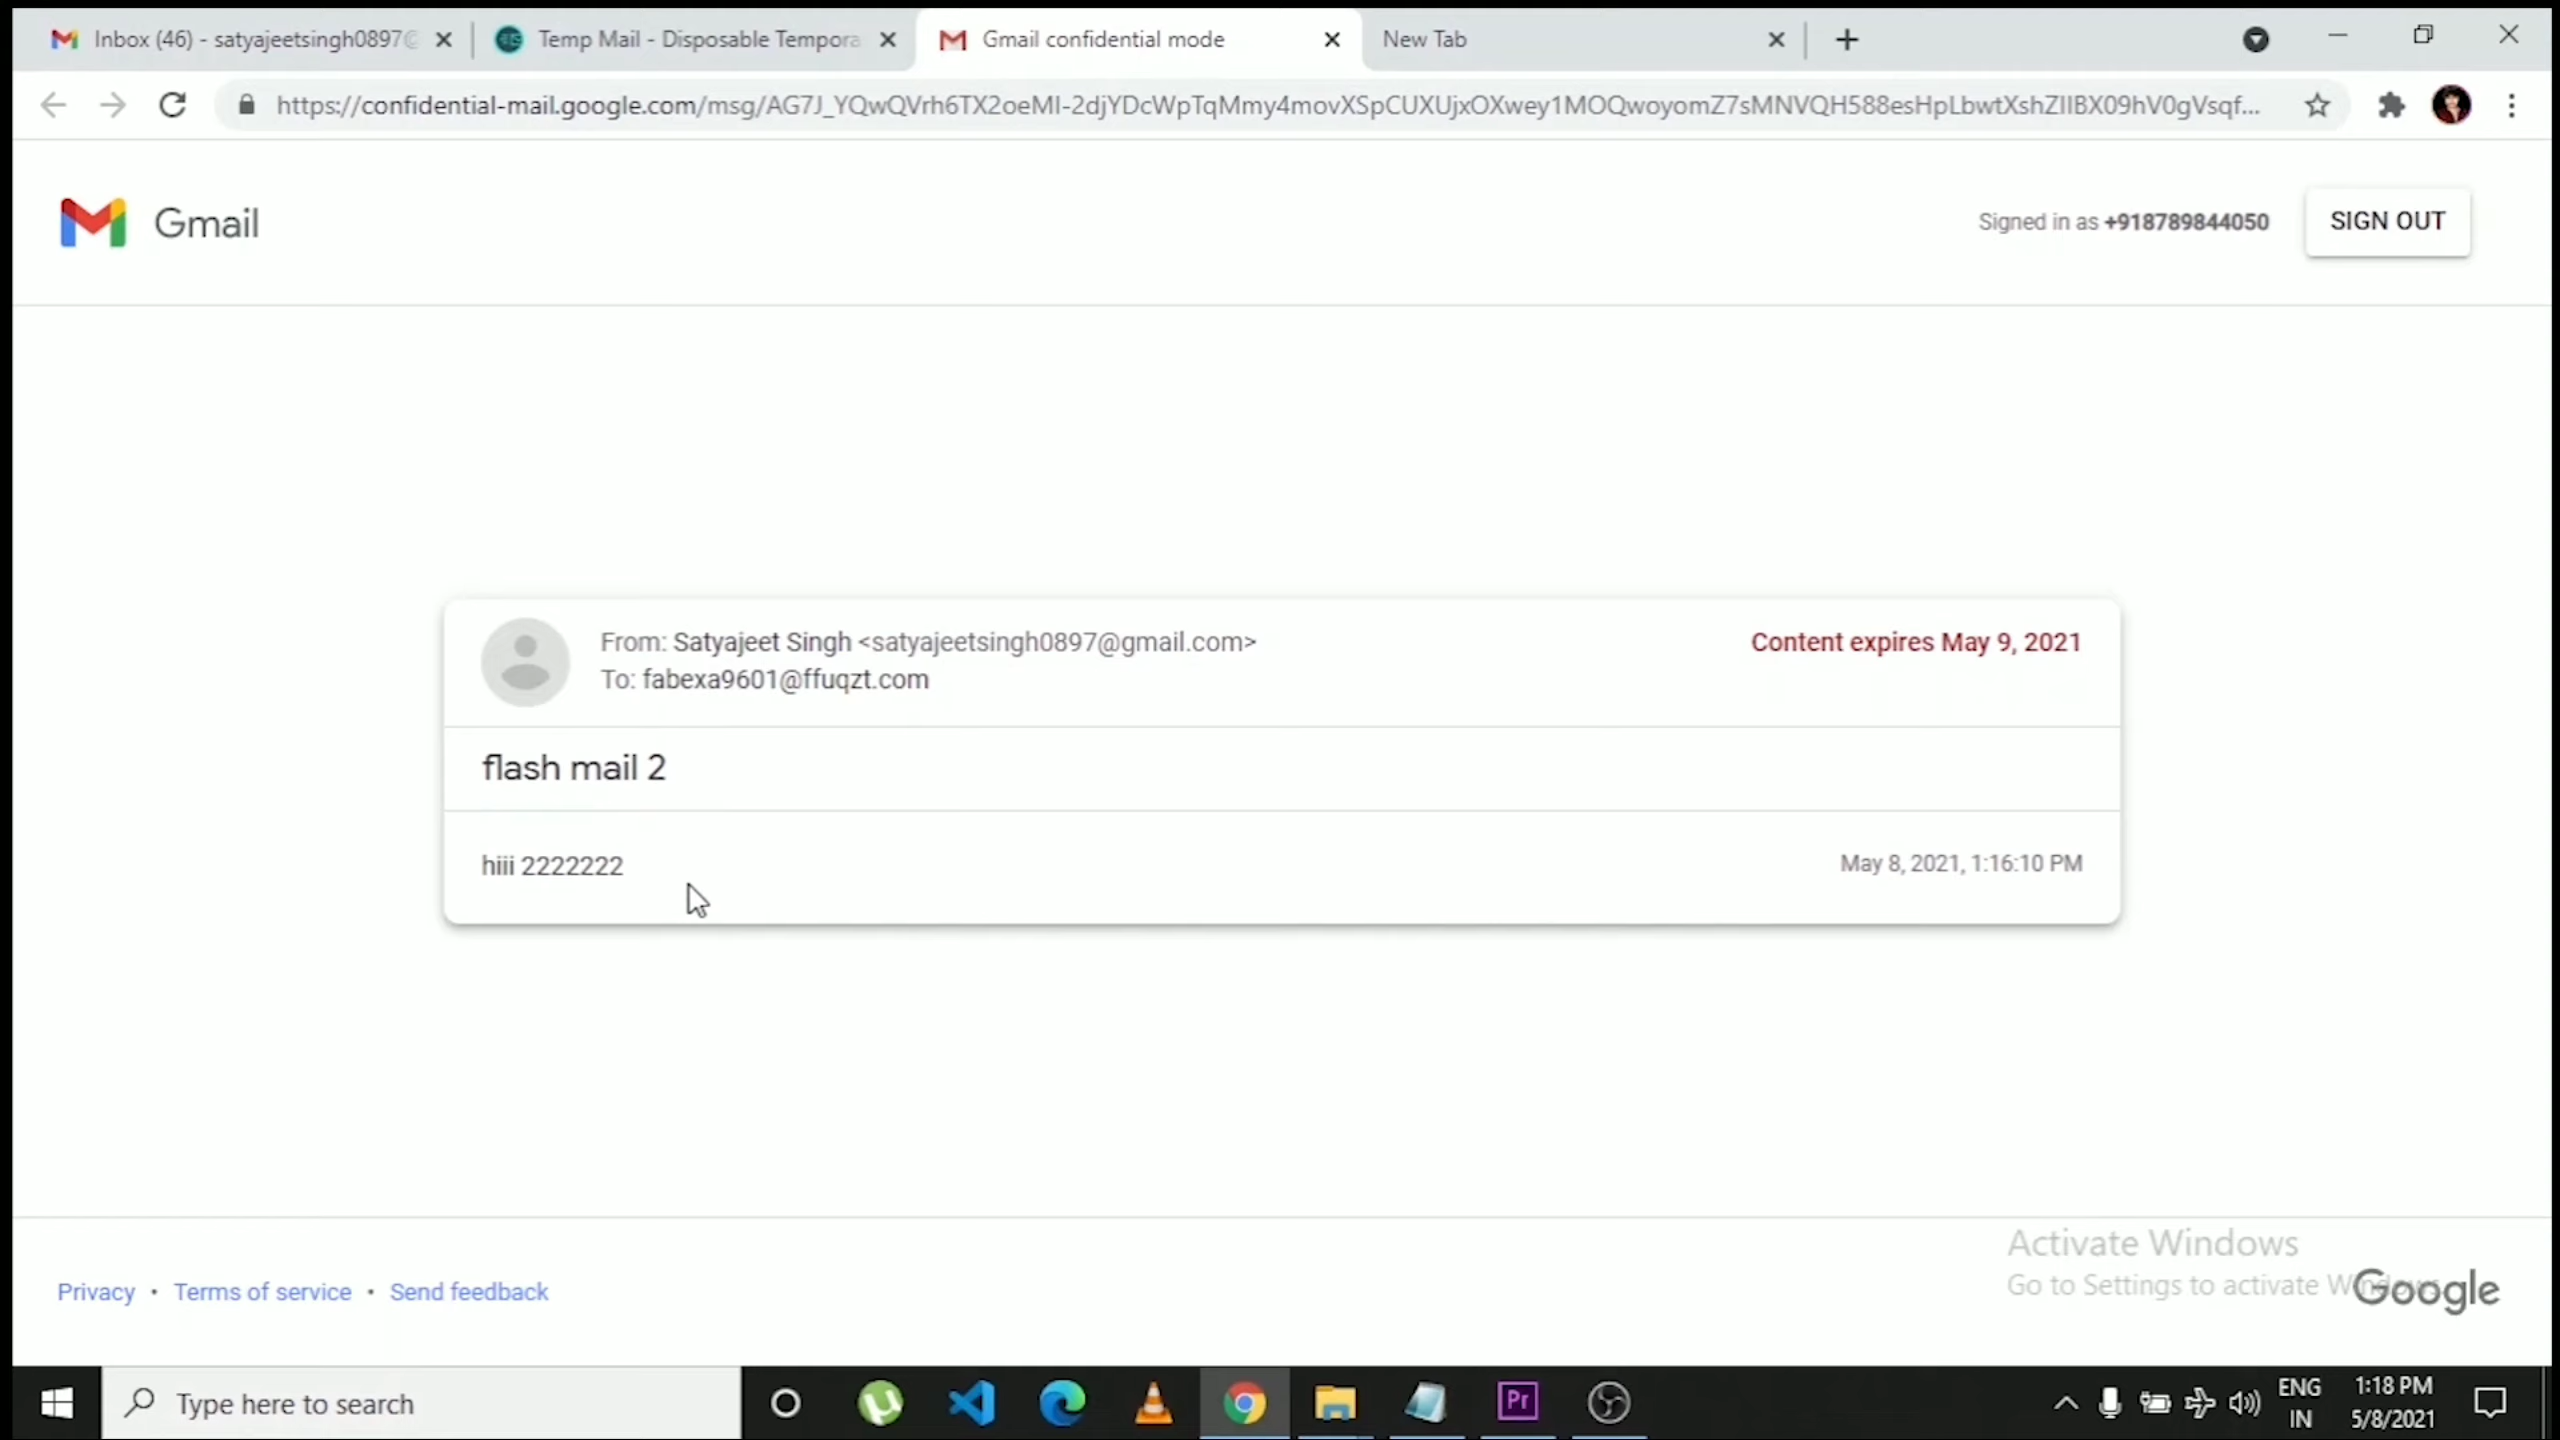 Inbox (46) - satyajeetsingh0897@
Temp Mail - Disposable Tempora
Gmail confidential mode
New Tab
https://confidential-mail.google.com/msg/AG7J_YQwQVrh6TX2oeMI-2djYDcWpTqMmy4movXSpCUXUjxOXwey1MOQwoyomZ7sMNVQH588esHpLbwtXshZIIBX09hV0gVsqf...
Gmail
Signed in as +918789844050
SIGN OUT
From: Satyajeet Singh <satyajeetsingh0897@gmail.com>
Content expires May 9, 2021
To: fabexa9601@ffuqzt.com
flash mail 2
hiii 2222222
May 8, 2021, 1:16:10 PM
Activate Windows
Go to Settings to activate Windows.
Privacy • Terms of service • Send feedback
Google
Type here to search
Pr
ENG
IN
1:18 PM
5/8/2021